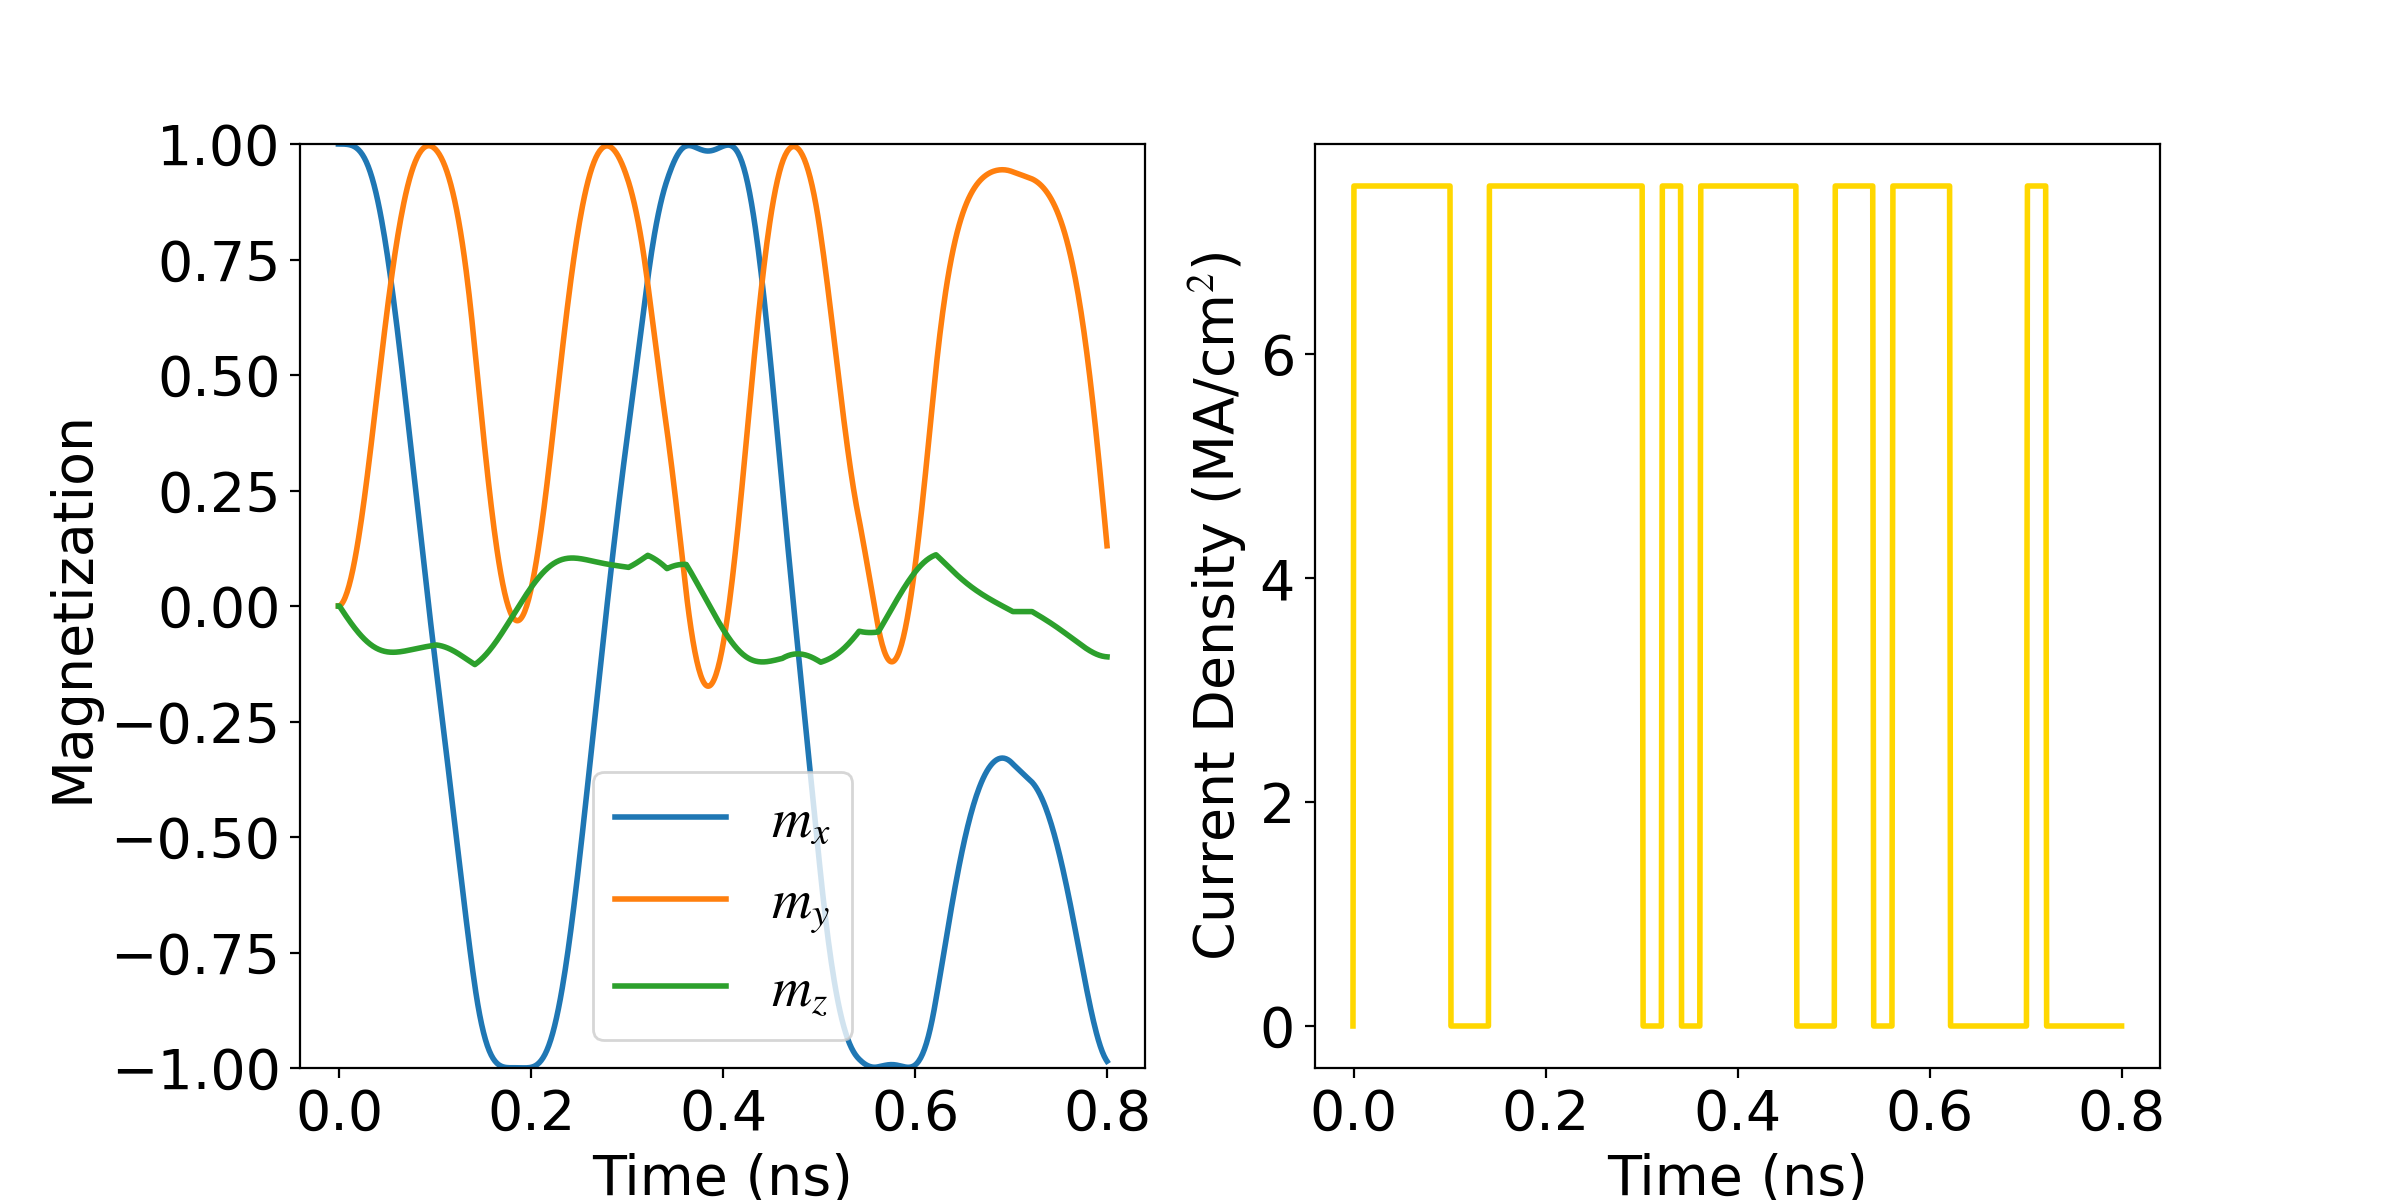 1.00
0.75
0.50
0.25
0.00
−0.25
−0.50
−0.75
−1.00
Magnetization
0.0 0.2 0.4 0.6 0.8
Time (ns)
m_x
m_y
m_z
6
4
2
0
Current Density (MA/cm²)
0.0 0.2 0.4 0.6 0.8
Time (ns)